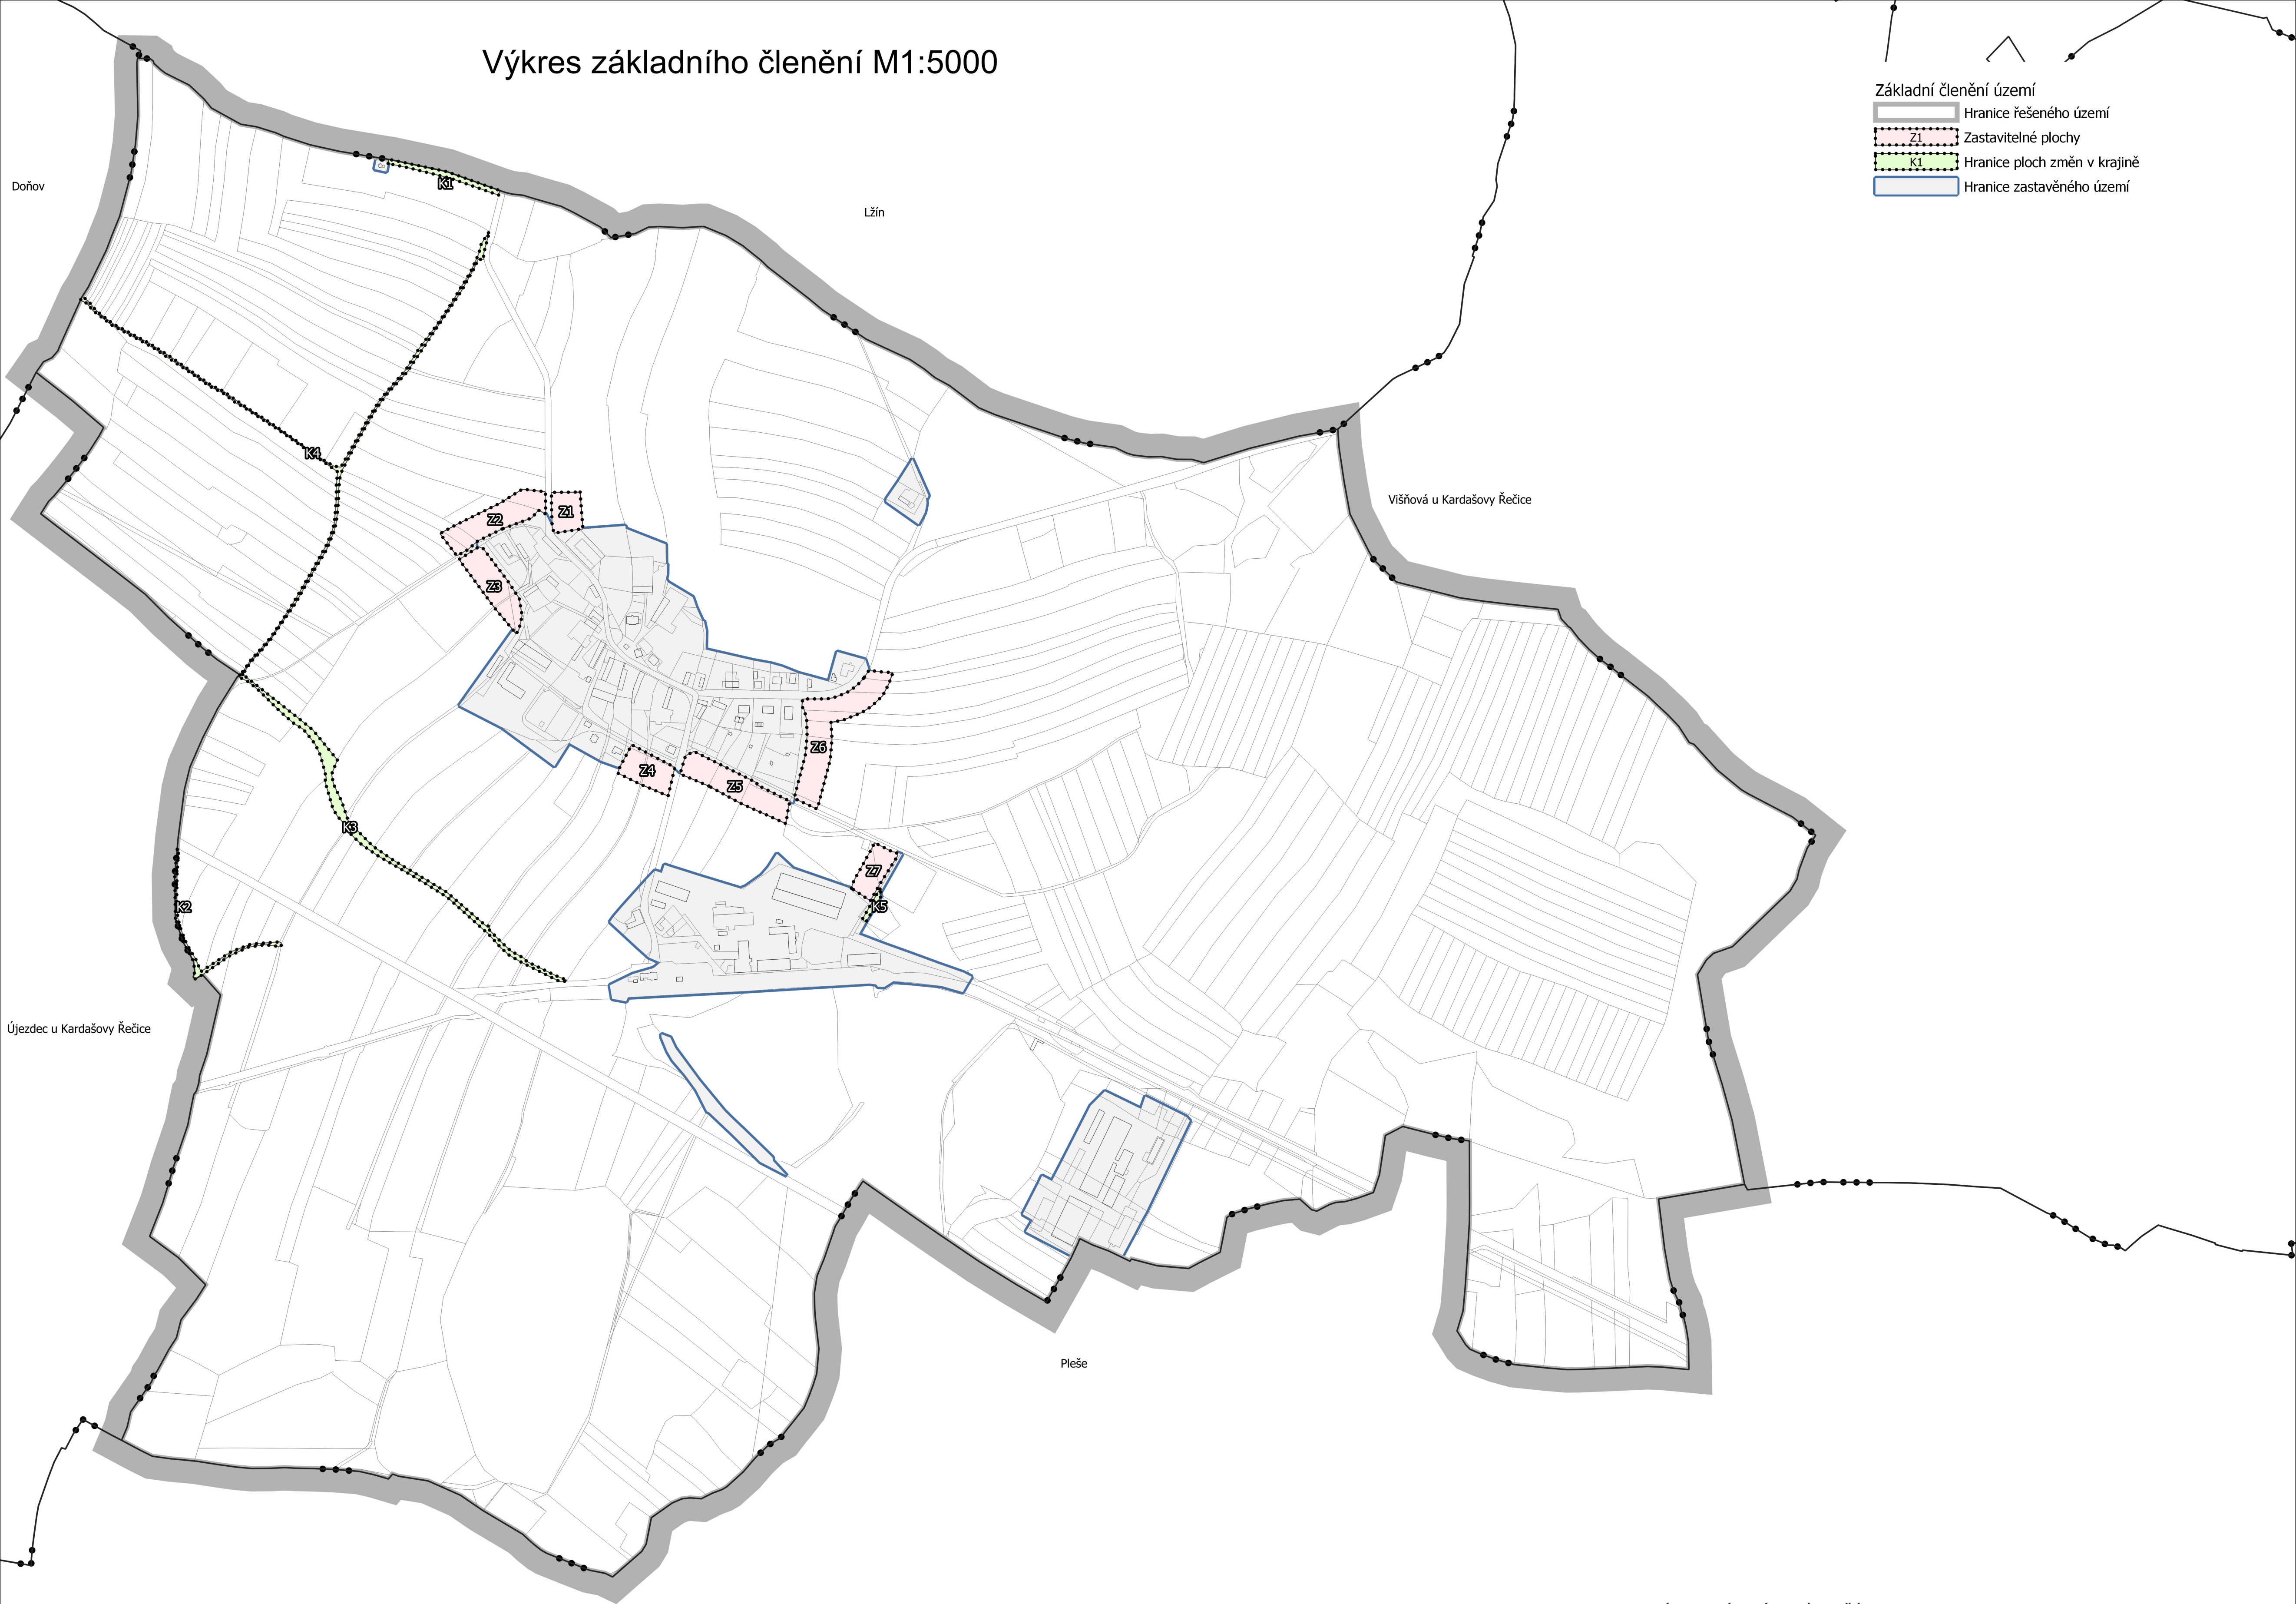 Výkres základního členění M1:5000
Základní členění území
Hranice řešeného území
Z1 Zastavitelné plochy
K1 Hranice ploch změn v krajině
Hranice zastavěného území
Doňov
K1
Lžín
K4
Višňová u Kardašovy Řečice
Z2
Z1
Z3
Z6
Z4
Z5
K3
Z7
K2
K5
Újezdec u Kardašovy Řečice
Pleše